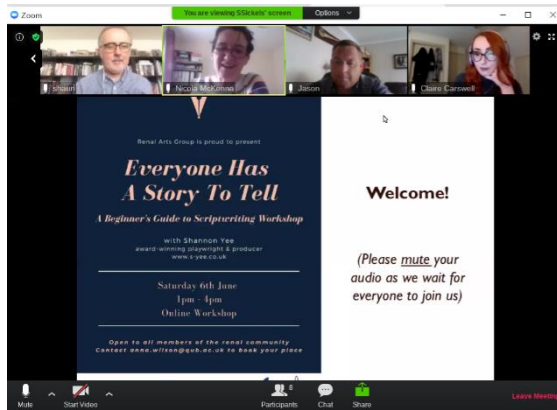 Zoom
You are viewing SSickels' screen
Options
shaun
Nicola McKenna
Jason
Claire Carswell
Renal Arts Group is proud to present
Everyone Has
A Story To Tell
A Beginner's Guide to Scriptwriting Workshop
with Shannon Yee
award-winning playwright & producer
www.s-yee.co.uk
Saturday 6th June
1pm - 4pm
Online Workshop
Open to all members of the renal community
Contact anna.wilson@qub.ac.uk to book your place
Welcome!
(Please mute your
audio as we wait for
everyone to join us)
Mute
Start Video
Participants
8
Chat
Share
Leave Meeting